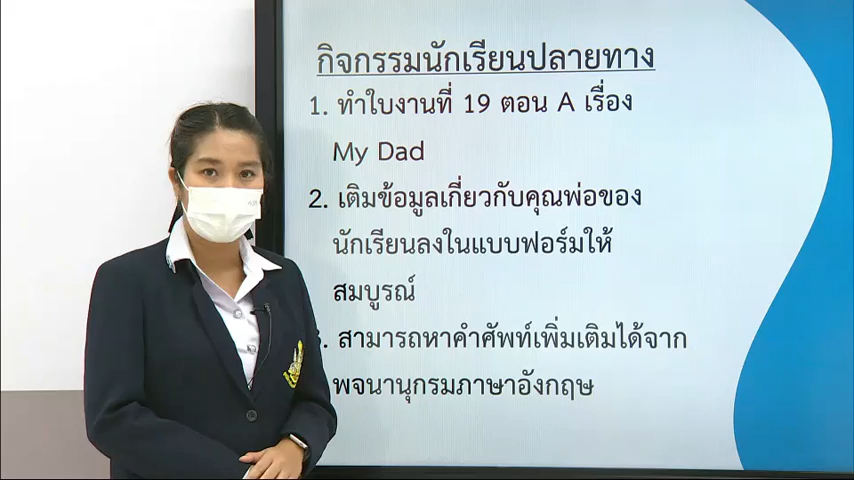 กิจกรรมนักเรียนปลายทาง
1. ทำใบงานที่ 19 ตอน A เรื่อง
My Dad
2. เติมข้อมูลเกี่ยวกับคุณพ่อของ
นักเรียนลงในแบบฟอร์มให้
สมบูรณ์
3. สามารถหาคำศัพท์เพิ่มเติมได้จาก
พจนานุกรมภาษาอังกฤษ